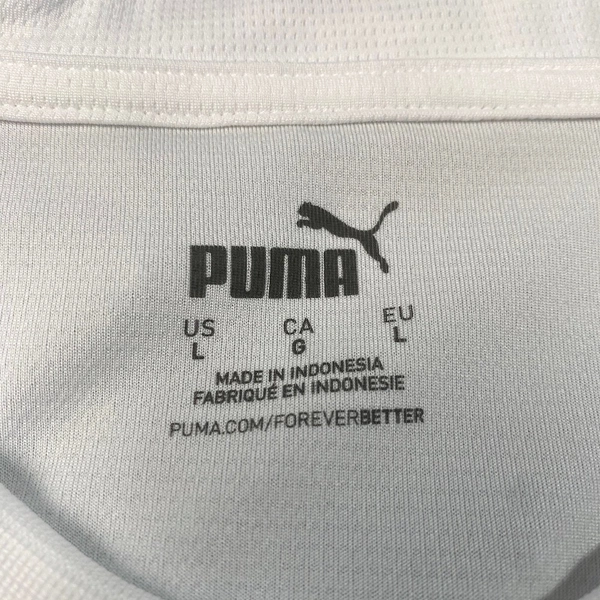 PUMA
US CA EU
L G L
MADE IN INDONESIA
FABRIQUÉ EN INDONESIE
PUMA.COM/FOREVERBETTER